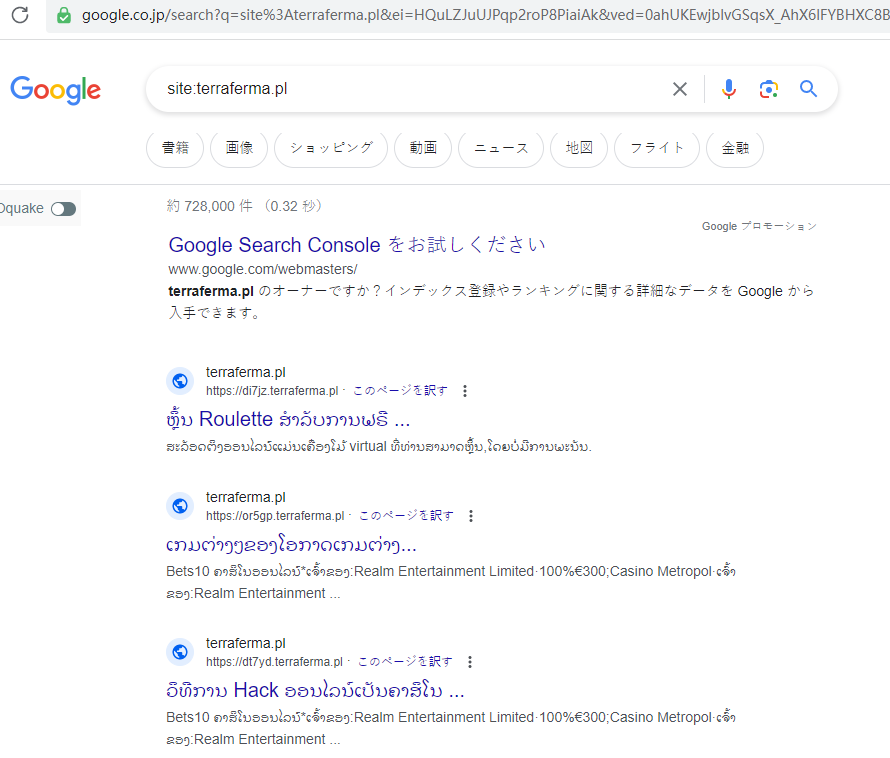 google.co.jp/search?q=site%3Aterraferma.pl&ei=HQuLZJuUJPqp2roP8PiaiAk&ved=0ahUKEwjblvGSqsX_AhX6lFYBHXC8B
Google
site:terraferma.pl
書籍 画像 ショッピング 動画 ニュース 地図 フライト 金融
Oquake
約 728,000 件 （0.32 秒）
Google プロモーション
Google Search Console をお試しください
www.google.com/webmasters/
terraferma.pl のオーナーですか？インデックス登録やランキングに関する詳細なデータを Google から
入手できます。
terraferma.pl
https://di7jz.terraferma.pl · このページを訳す
ຫຼິ້ນ Roulette ສໍາລັບການຟຣີ ...
ສະລັອດຕິງອອນໄລນ໌ແມ່ນເຄື່ອງໂມ້ virtual ທີ່ທ່ານສາມາດຫຼິ້ນ,ໂດຍບໍ່ມີການພະນັນ.
terraferma.pl
https://or5gp.terraferma.pl · このページを訳す
ເກມຕ່າງໆຂອງໂອກາດເກມຕ່າງ...
Bets10 ຄາສິໂນອອນໄລນ໌*ເຈົ້າຂອງ:Realm Entertainment Limited·100%€300;Casino Metropol·ເຈົ້າ
ຂອງ:Realm Entertainment ...
terraferma.pl
https://dt7yd.terraferma.pl · このページを訳す
ວິທີການ Hack ອອນໄລນ໌ເປັນຄາສິໂນ ...
Bets10 ຄາສິໂນອອນໄລນ໌*ເຈົ້າຂອງ:Realm Entertainment Limited·100%€300;Casino Metropol·ເຈົ້າ
ຂອງ:Realm Entertainment ...